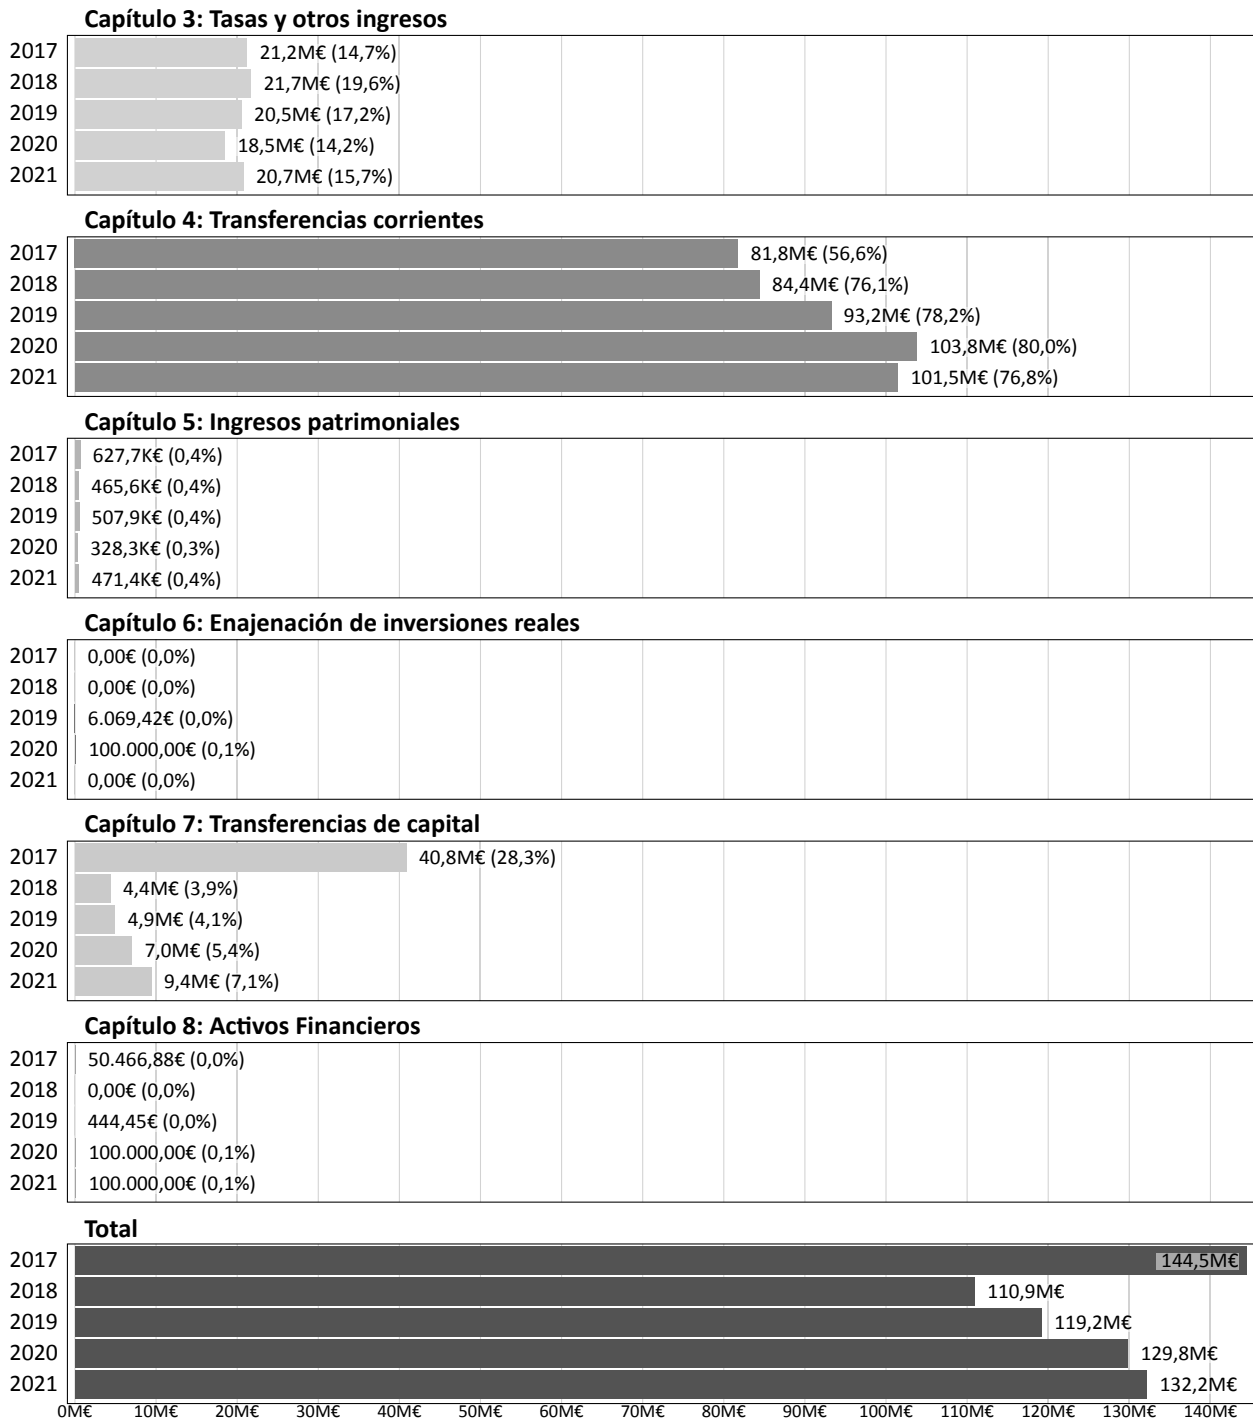 Capítulo 3: Tasas y otros ingresos
2017 21,2M€ (14,7%)
2018 21,7M€ (19,6%)
2019 20,5M€ (17,2%)
2020 18,5M€ (14,2%)
2021 20,7M€ (15,7%)
Capítulo 4: Transferencias corrientes
2017 81,8M€ (56,6%)
2018 84,4M€ (76,1%)
2019 93,2M€ (78,2%)
2020 103,8M€ (80,0%)
2021 101,5M€ (76,8%)
Capítulo 5: Ingresos patrimoniales
2017 627,7K€ (0,4%)
2018 465,6K€ (0,4%)
2019 507,9K€ (0,4%)
2020 328,3K€ (0,3%)
2021 471,4K€ (0,4%)
Capítulo 6: Enajenación de inversiones reales
2017 0,00€ (0,0%)
2018 0,00€ (0,0%)
2019 6.069,42€ (0,0%)
2020 100.000,00€ (0,1%)
2021 0,00€ (0,0%)
Capítulo 7: Transferencias de capital
2017 40,8M€ (28,3%)
2018 4,4M€ (3,9%)
2019 4,9M€ (4,1%)
2020 7,0M€ (5,4%)
2021 9,4M€ (7,1%)
Capítulo 8: Activos Financieros
2017 50.466,88€ (0,0%)
2018 0,00€ (0,0%)
2019 444,45€ (0,0%)
2020 100.000,00€ (0,1%)
2021 100.000,00€ (0,1%)
Total
2017 144,5M€
2018 110,9M€
2019 119,2M€
2020 129,8M€
2021 132,2M€
0M€ 10M€ 20M€ 30M€ 40M€ 50M€ 60M€ 70M€ 80M€ 90M€ 100M€ 110M€ 120M€ 130M€ 140M€